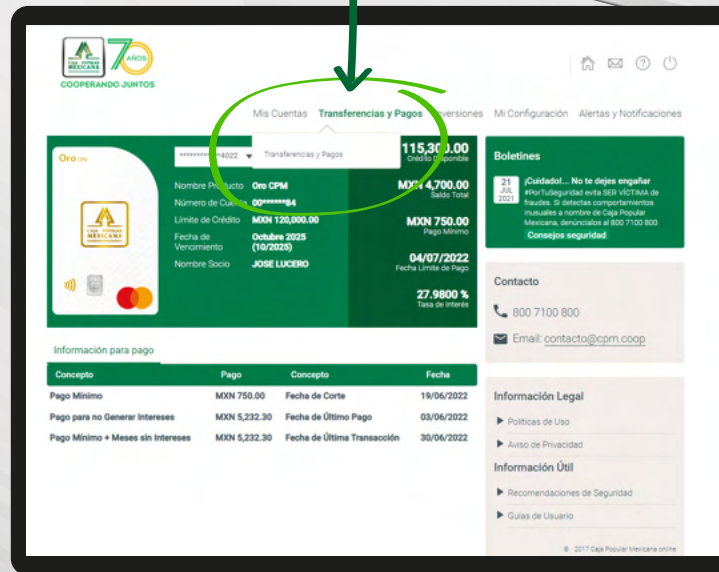 CAJA POPULAR
MEXICANA
70 AÑOS
COOPERANDO JUNTOS
Mis Cuentas Transferencias y Pagos Inversiones Mi Configuración Alertas y Notificaciones
Transferencias y Pagos
Oro CPM
************4022
115,300.00
Crédito Disponible
Nombre Producto Oro CPM
MXN 4,700.00
Saldo Total
Número de Cuenta 00******84
Límite de Crédito MXN 120,000.00
MXN 750.00
Pago Mínimo
Fecha de
Vencimiento
Octubre 2025
(10/2025)
04/07/2022
Fecha Límite de Pago
Nombre Socio JOSE LUCERO
27.9800 %
Tasa de Interés
CAJA POPULAR
MEXICANA
Información para pago
Concepto Pago Concepto Fecha
Pago Mínimo MXN 750.00 Fecha de Corte 19/06/2022
Pago para no Generar Intereses MXN 5,232.30 Fecha de Último Pago 03/06/2022
Pago Mínimo + Meses sin Intereses MXN 5,232.30 Fecha de Última Transacción 30/06/2022
Boletines
21
JUL
2021
¡Cuidado!... No te dejes engañar
#PorTuSeguridad evita SER VÍCTIMA de
fraudes. Si detectas comportamientos
inusuales a nombre de Caja Popular
Mexicana, denúncialos al 800 7100 800.
Consejos seguridad
Contacto
800 7100 800
Email: contacto@cpm.coop
Información Legal
Políticas de Uso
Aviso de Privacidad
Información Útil
Recomendaciones de Seguridad
Guías de Usuario
© 2017 Caja Popular Mexicana online